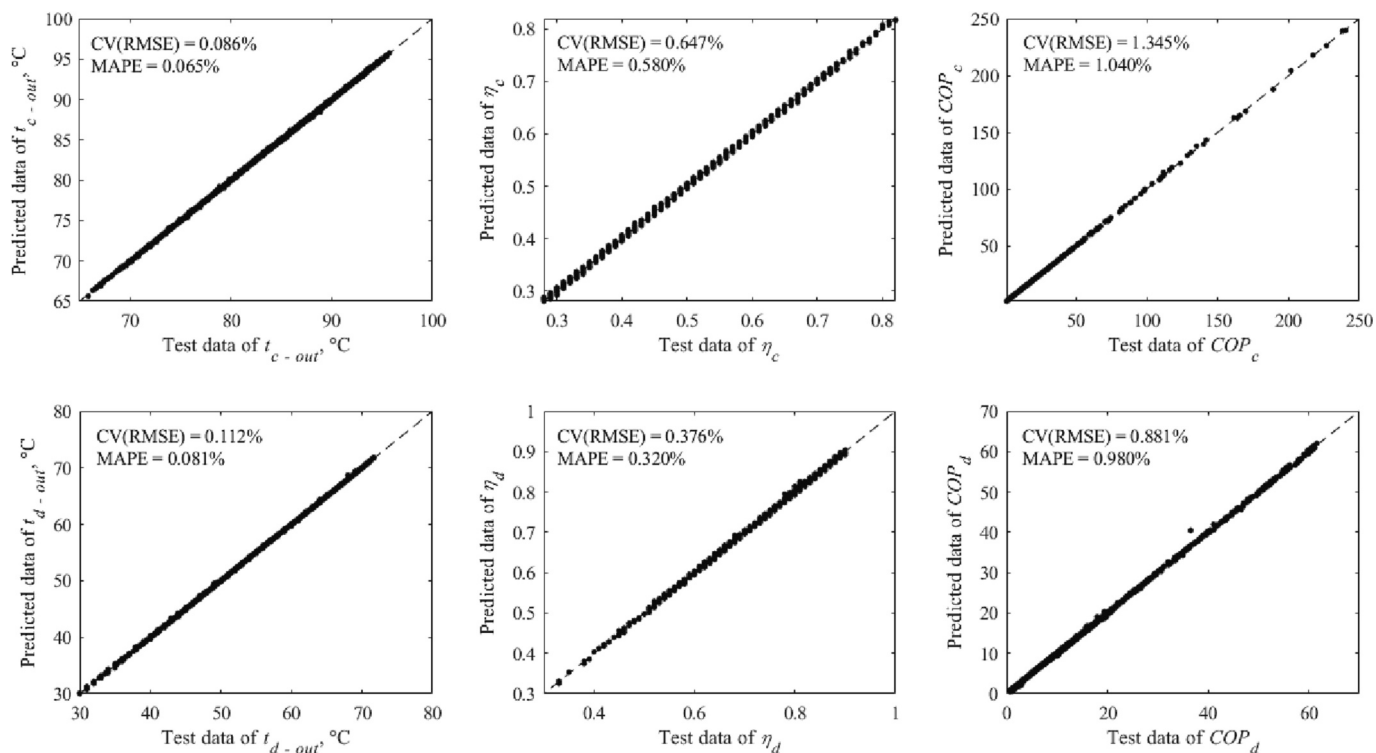 CV(RMSE) = 0.086%
MAPE = 0.065%
Predicted data of t_c - out, °C
100
95
90
85
80
75
70
65
70 80 90 100
Test data of t_c - out, °C
CV(RMSE) = 0.647%
MAPE = 0.580%
Predicted data of η_c
0.8
0.7
0.6
0.5
0.4
0.3
0.3 0.4 0.5 0.6 0.7 0.8
Test data of η_c
CV(RMSE) = 1.345%
MAPE = 1.040%
Predicted data of COP_c
250
200
150
100
50
50 100 150 200 250
Test data of COP_c
CV(RMSE) = 0.112%
MAPE = 0.081%
Predicted data of t_d - out, °C
80
70
60
50
40
30
30 40 50 60 70 80
Test data of t_d - out, °C
CV(RMSE) = 0.376%
MAPE = 0.320%
Predicted data of η_d
1
0.9
0.8
0.7
0.6
0.5
0.4
0.3
0.4 0.6 0.8 1
Test data of η_d
CV(RMSE) = 0.881%
MAPE = 0.980%
Predicted data of COP_d
70
60
50
40
30
20
10
0
0 20 40 60
Test data of COP_d